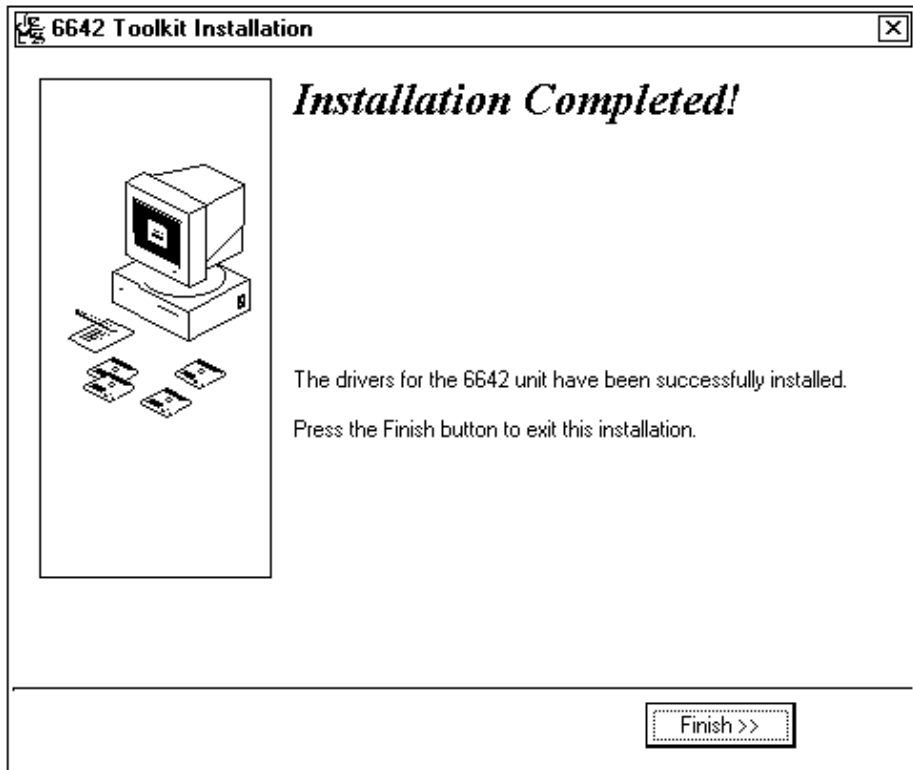 6642 Toolkit Installation
Installation Completed!
The drivers for the 6642 unit have been successfully installed.
Press the Finish button to exit this installation.
Finish >>